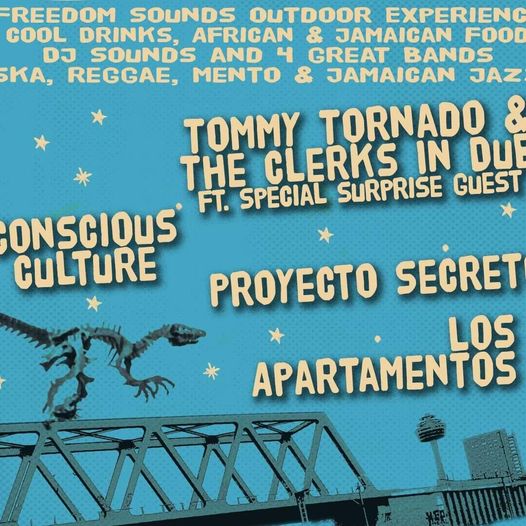 FREEDOM SOUNDS OUTDOOR EXPERIENC
COOL DRINKS, AFRICAN & JAMAICAN FOOD
DJ SOUNDS AND 4 GREAT BANDS
SKA, REGGAE, MENTO & JAMAICAN JAZZ
TOMMY TORNADO &
THE CLERKS IN DUB
FT. SPECIAL SURPRISE GUEST
CONSCIOUS
CULTURE
PROYECTO SECRETO
LOS
APARTAMENTOS